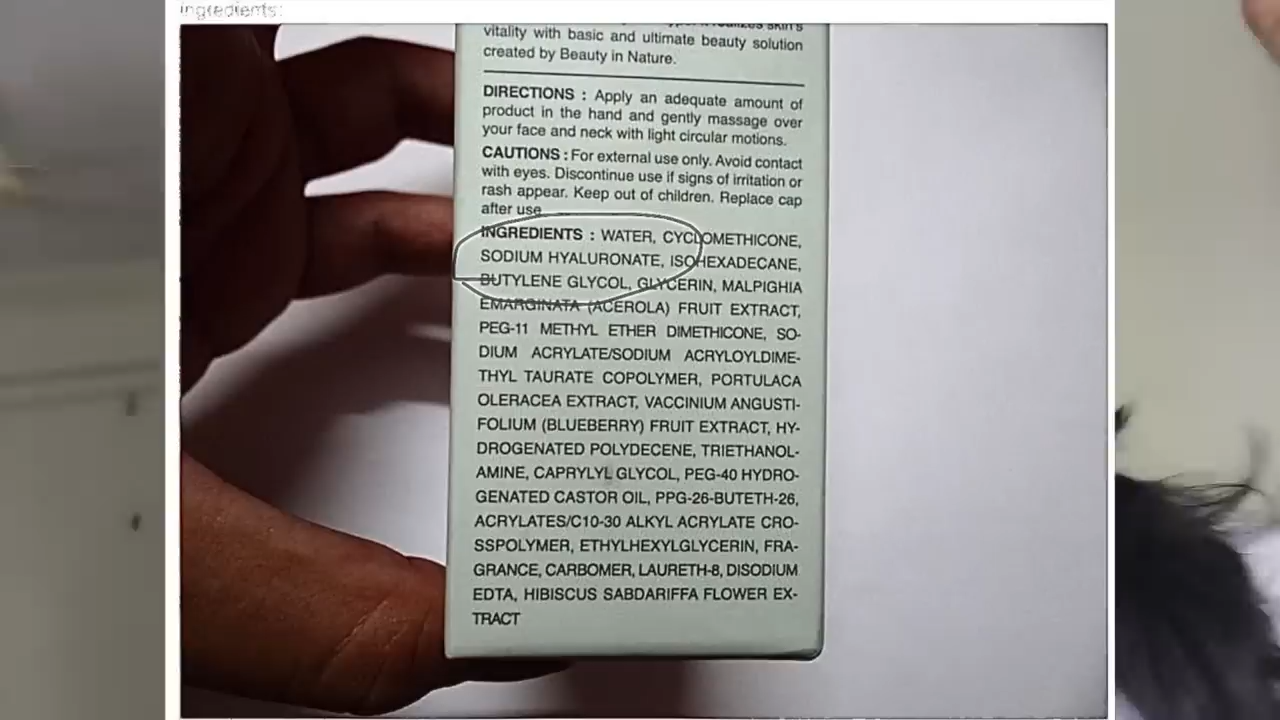 ingredients:
vitality with basic and ultimate beauty solution
created by Beauty in Nature.
DIRECTIONS : Apply an adequate amount of
product in the hand and gently massage over
your face and neck with light circular motions.
CAUTIONS : For external use only. Avoid contact
with eyes. Discontinue use if signs of irritation or
rash appear. Keep out of children. Replace cap
after use
INGREDIENTS : WATER, CYCLOMETHICONE,
SODIUM HYALURONATE, ISOHEXADECANE,
BUTYLENE GLYCOL, GLYCERIN, MALPIGHIA
EMARGINATA (ACEROLA) FRUIT EXTRACT,
PEG-11 METHYL ETHER DIMETHICONE, SO-
DIUM ACRYLATE/SODIUM ACRYLOYLDIME-
THYL TAURATE COPOLYMER, PORTULACA
OLERACEA EXTRACT, VACCINIUM ANGUSTI-
FOLIUM (BLUEBERRY) FRUIT EXTRACT, HY-
DROGENATED POLYDECENE, TRIETHANOL-
AMINE, CAPRYLYL GLYCOL, PEG-40 HYDRO-
GENATED CASTOR OIL, PPG-26-BUTETH-26,
ACRYLATES/C10-30 ALKYL ACRYLATE CRO-
SSPOLYMER, ETHYLHEXYLGLYCERIN, FRA-
GRANCE, CARBOMER, LAURETH-8, DISODIUM
EDTA, HIBISCUS SABDARIFFA FLOWER EX-
TRACT